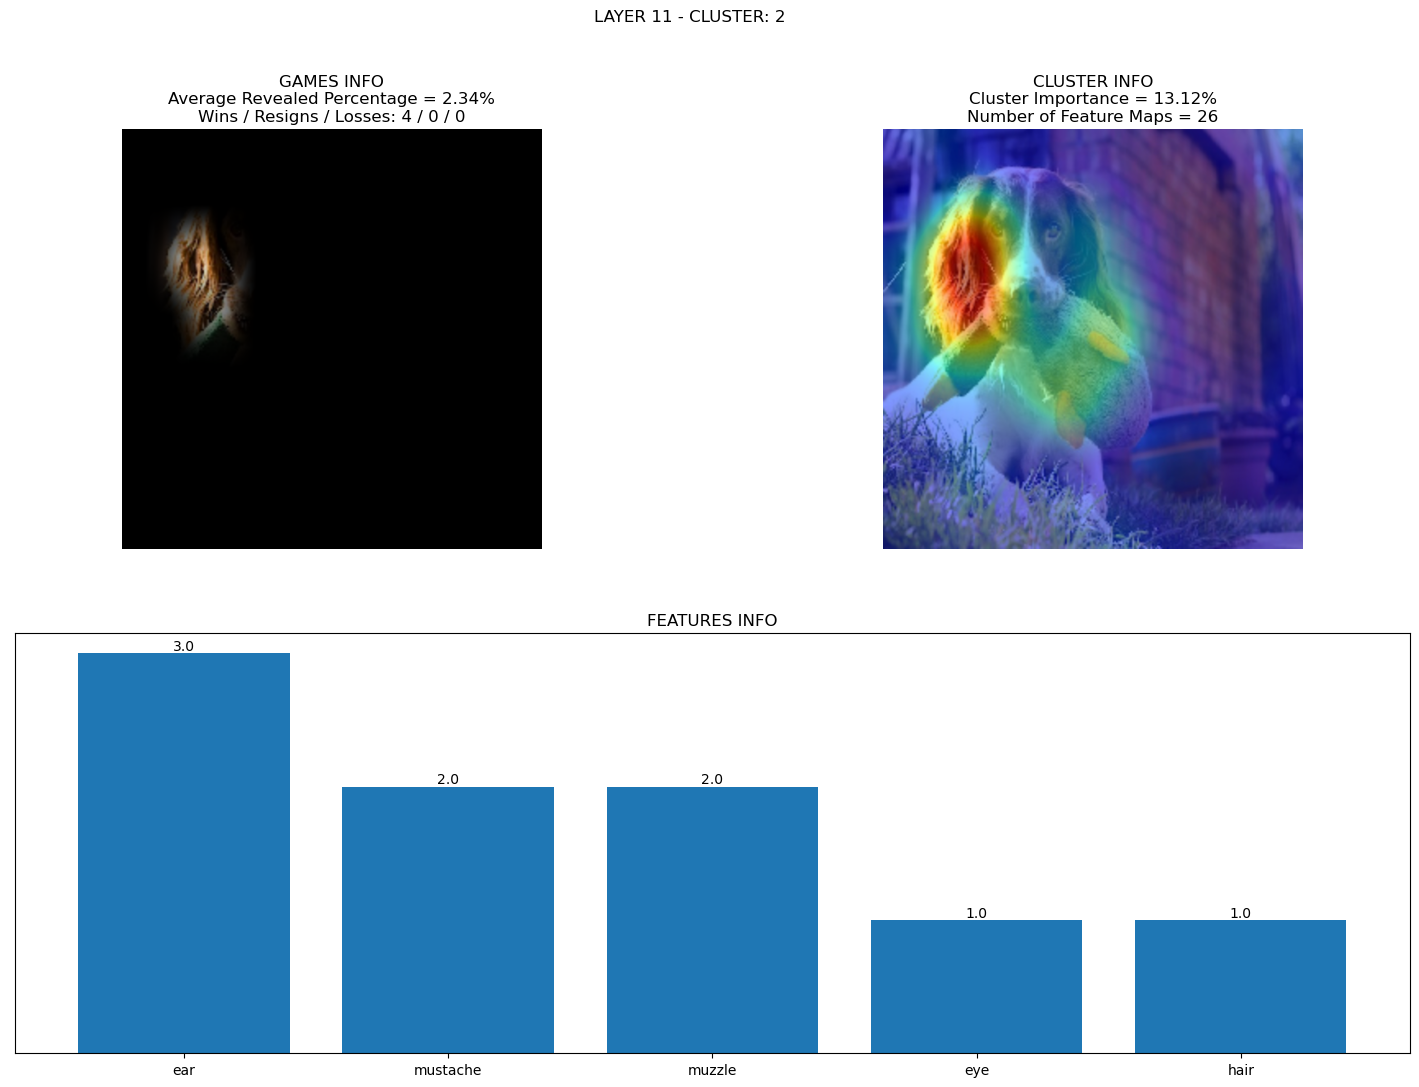 LAYER 11 - CLUSTER: 2
GAMES INFO
Average Revealed Percentage = 2.34%
Wins / Resigns / Losses: 4 / 0 / 0
CLUSTER INFO
Cluster Importance = 13.12%
Number of Feature Maps = 26
FEATURES INFO
3.0
2.0
2.0
1.0
1.0
ear
mustache
muzzle
eye
hair